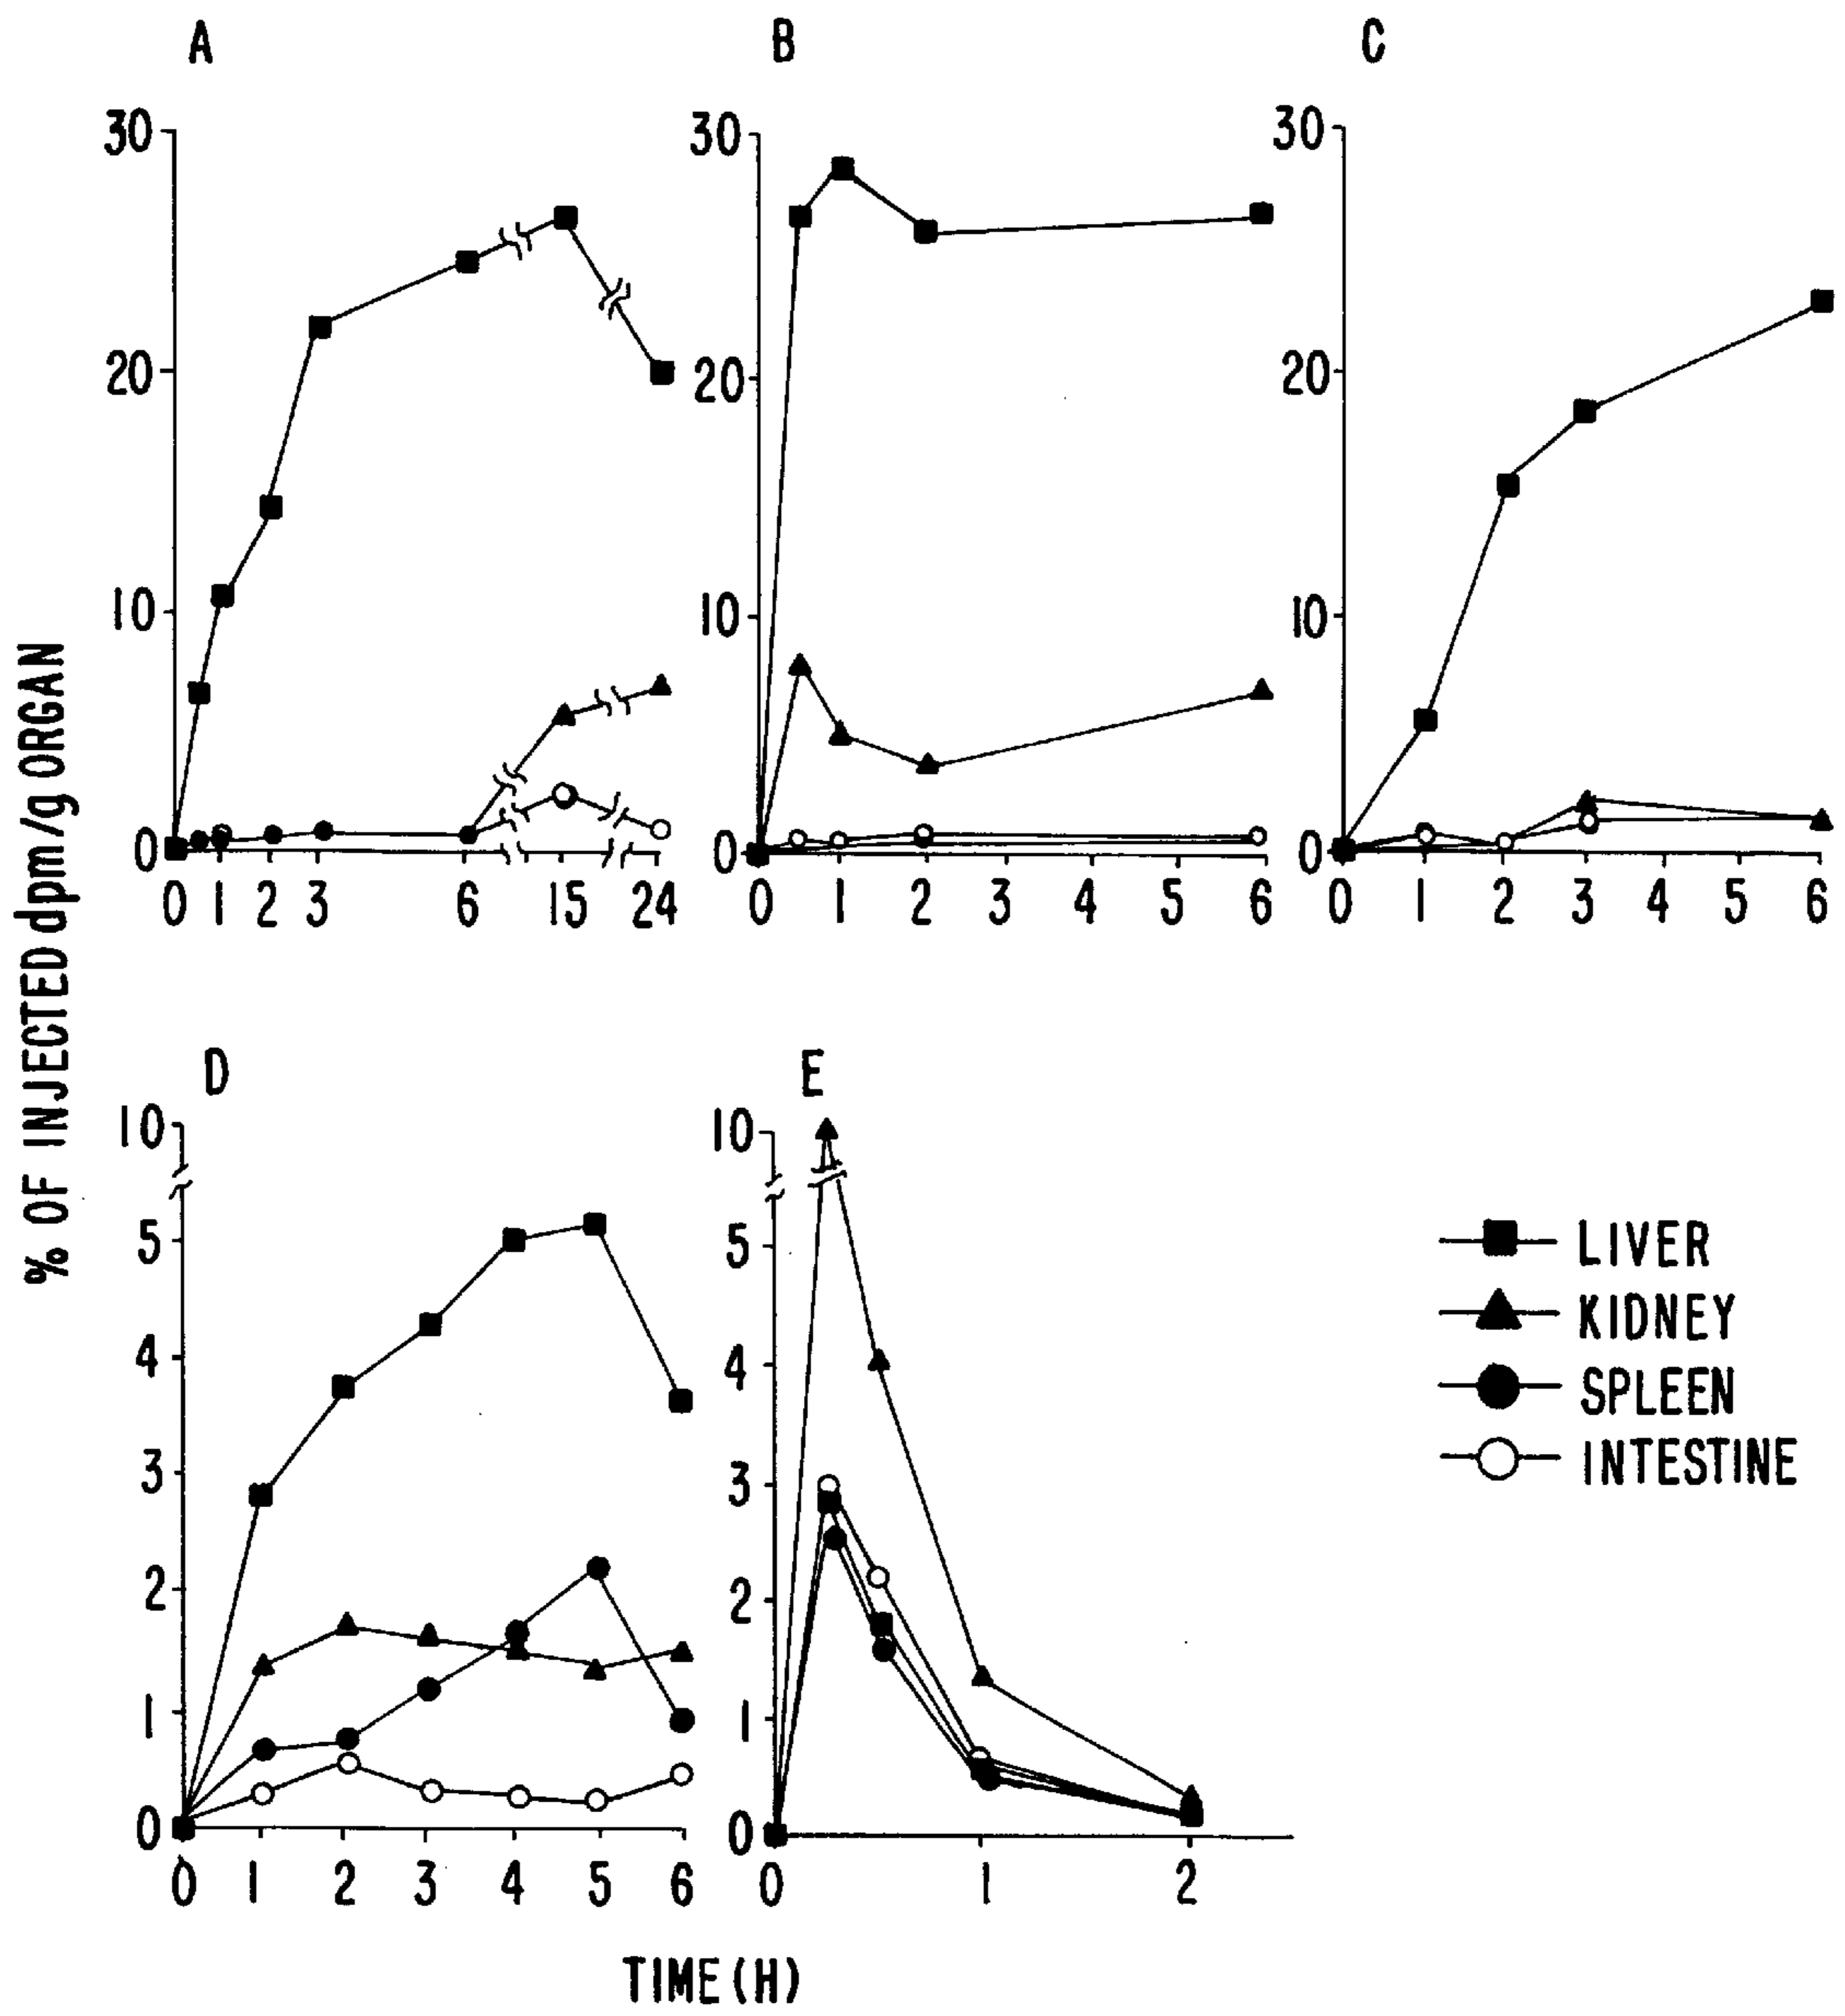 A B C
30 30 30
20 20 20
10 10 10
0 0 0
0 1 2 3 6 15 24
0 1 2 3 4 5 6
0 1 2 3 4 5 6
% OF INJECTED dpm/g ORGAN
D E
10 10
5 5
4 4
3 3
2 2
1 1
0 0
0 1 2 3 4 5 6
0 1 2
LIVER
KIDNEY
SPLEEN
INTESTINE
TIME (H)